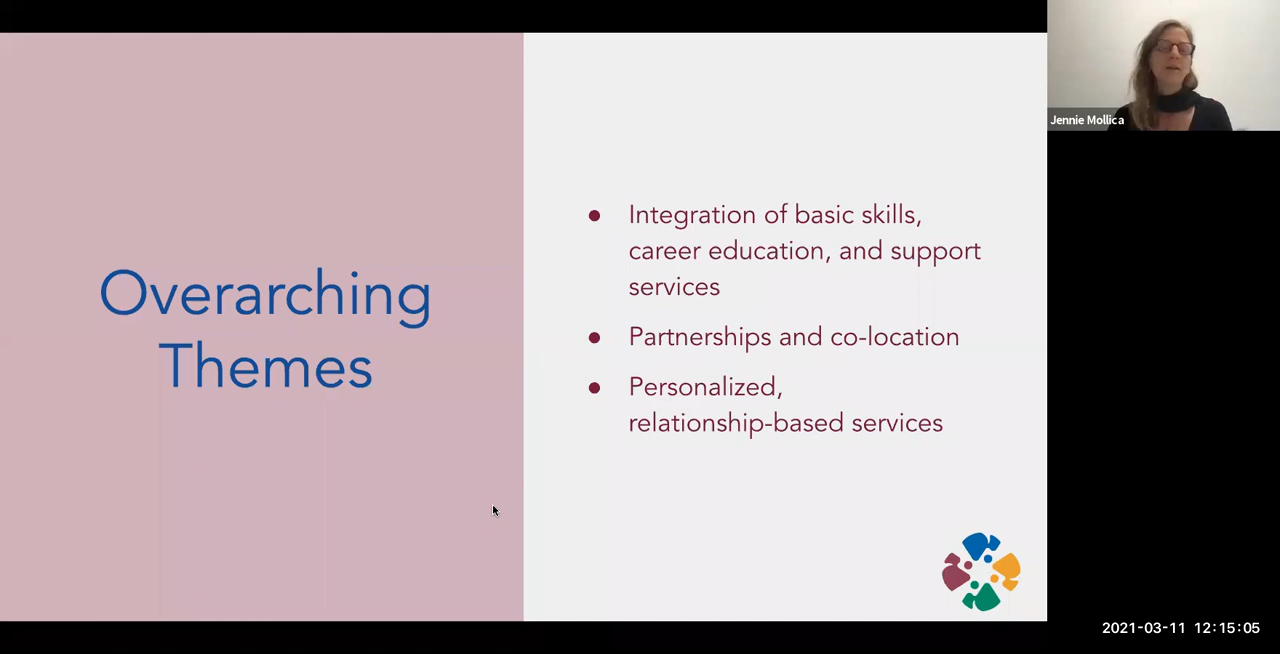 Overarching
Themes
● Integration of basic skills,
career education, and support
services
● Partnerships and co-location
● Personalized,
relationship-based services
Jennie Mollica
2021-03-11 12:15:05